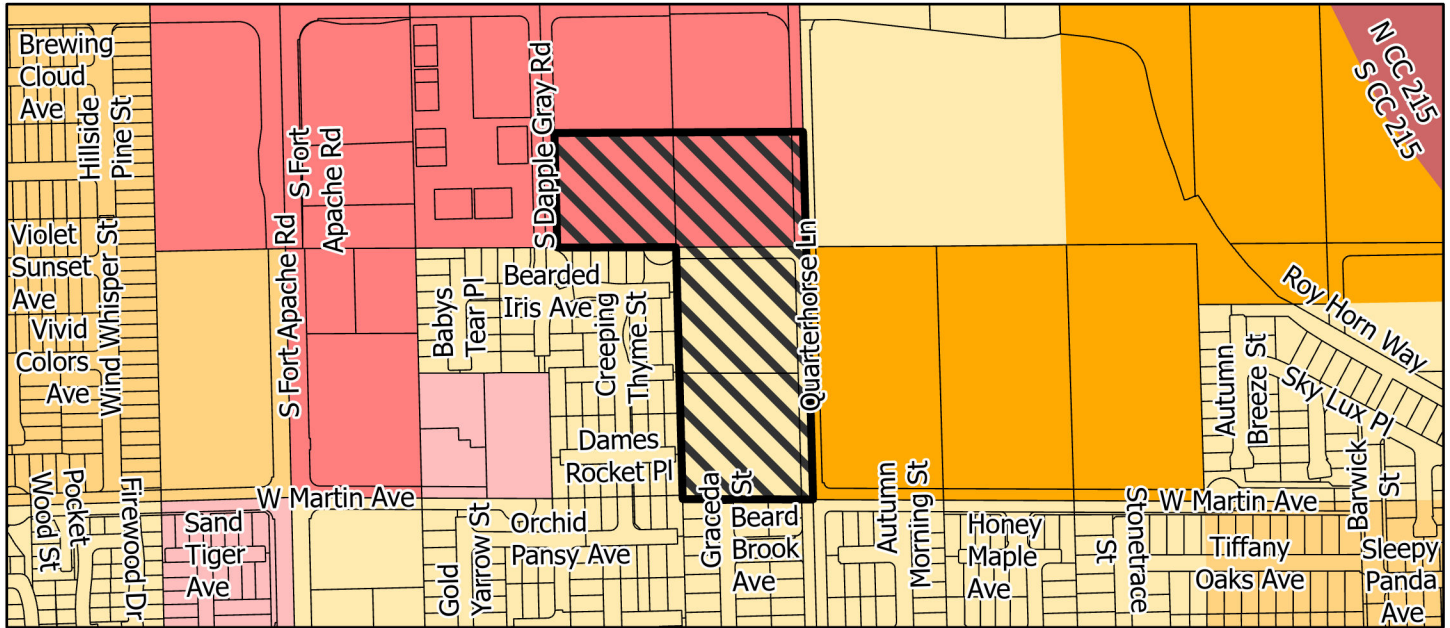 Brewing
Cloud
Ave
Hillside
Pine St
S Fort
Apache Rd
S Dapple Gray Rd
N CC 215
S CC 215
Violet
Sunset
Ave
Vivid
Colors
Ave
Wind Whisper St
S Fort Apache Rd
Babys
Tear Pl
Bearded
Iris Ave
Creeping
Thyme St
Quarterhorse Ln
Roy Horn Way
Autumn
Breeze St
Sky Lux Pl
Dames
Rocket Pl
Pocket
Wood St
Firewood Dr
W Martin Ave
Sand
Tiger
Ave
Gold
Yarrow St
Orchid
Pansy Ave
Graceda
St
Beard
Brook
Ave
Autumn
Morning St
Honey
Maple
Ave
Stonetrace
St
W Martin Ave
Tiffany
Oaks Ave
Barwick
St
Sleepy
Panda
Ave